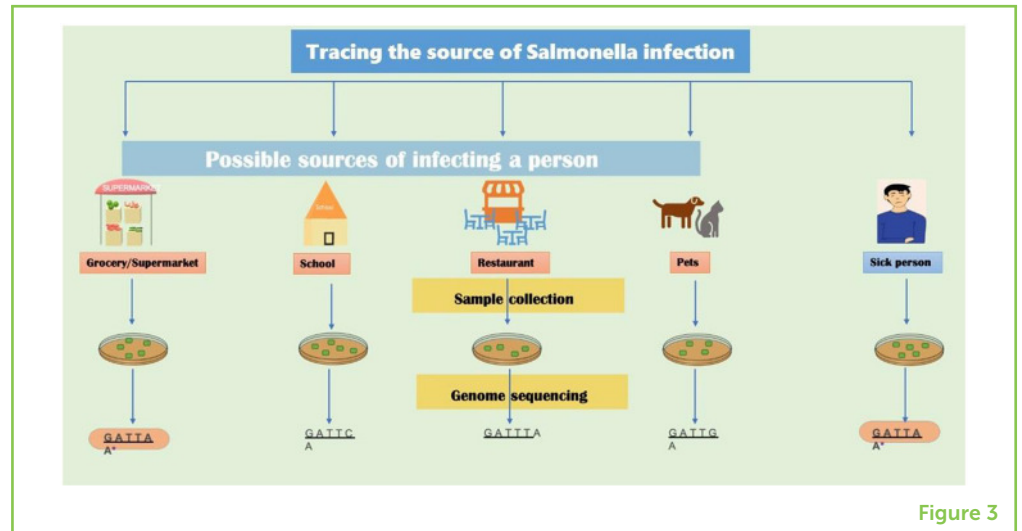 Tracing the source of Salmonella infection
Possible sources of infecting a person
SUPERMARKET
School
Grocery/Supermarket
School
Restaurant
Pets
Sick person
Sample collection
Genome sequencing
GATTA
A*
GATTC
A
GATTTA
GATTG
A
GATTA
A*
Figure 3